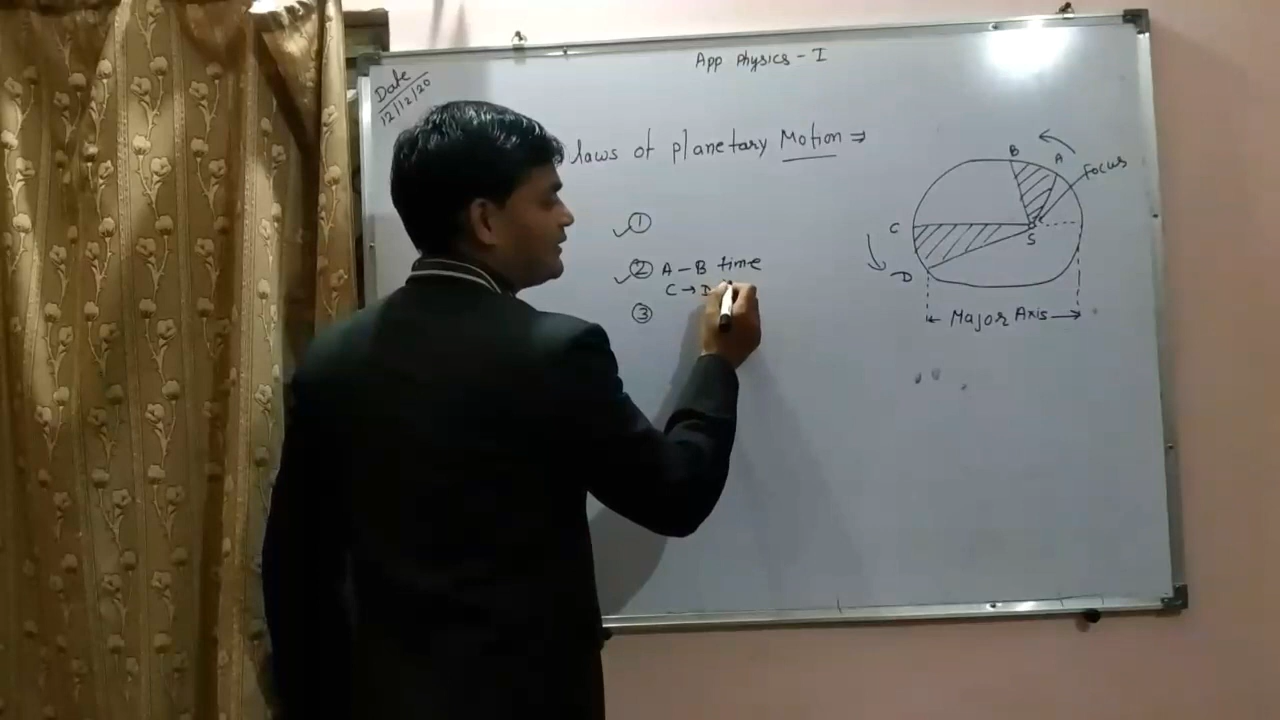 App Physics - I
Date
12/12/20
laws of planetary Motion ⇒
①
② A - B time
C → D
③
B
A
Focus
C
S
D
Major Axis